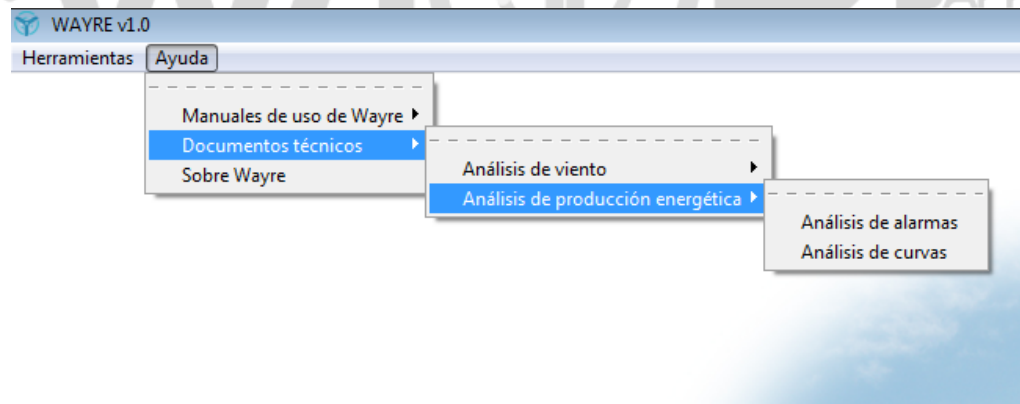 WAYRE v1.0
Herramientas Ayuda
Manuales de uso de Wayre
Documentos técnicos
Sobre Wayre
Análisis de viento
Análisis de producción energética
Análisis de alarmas
Análisis de curvas